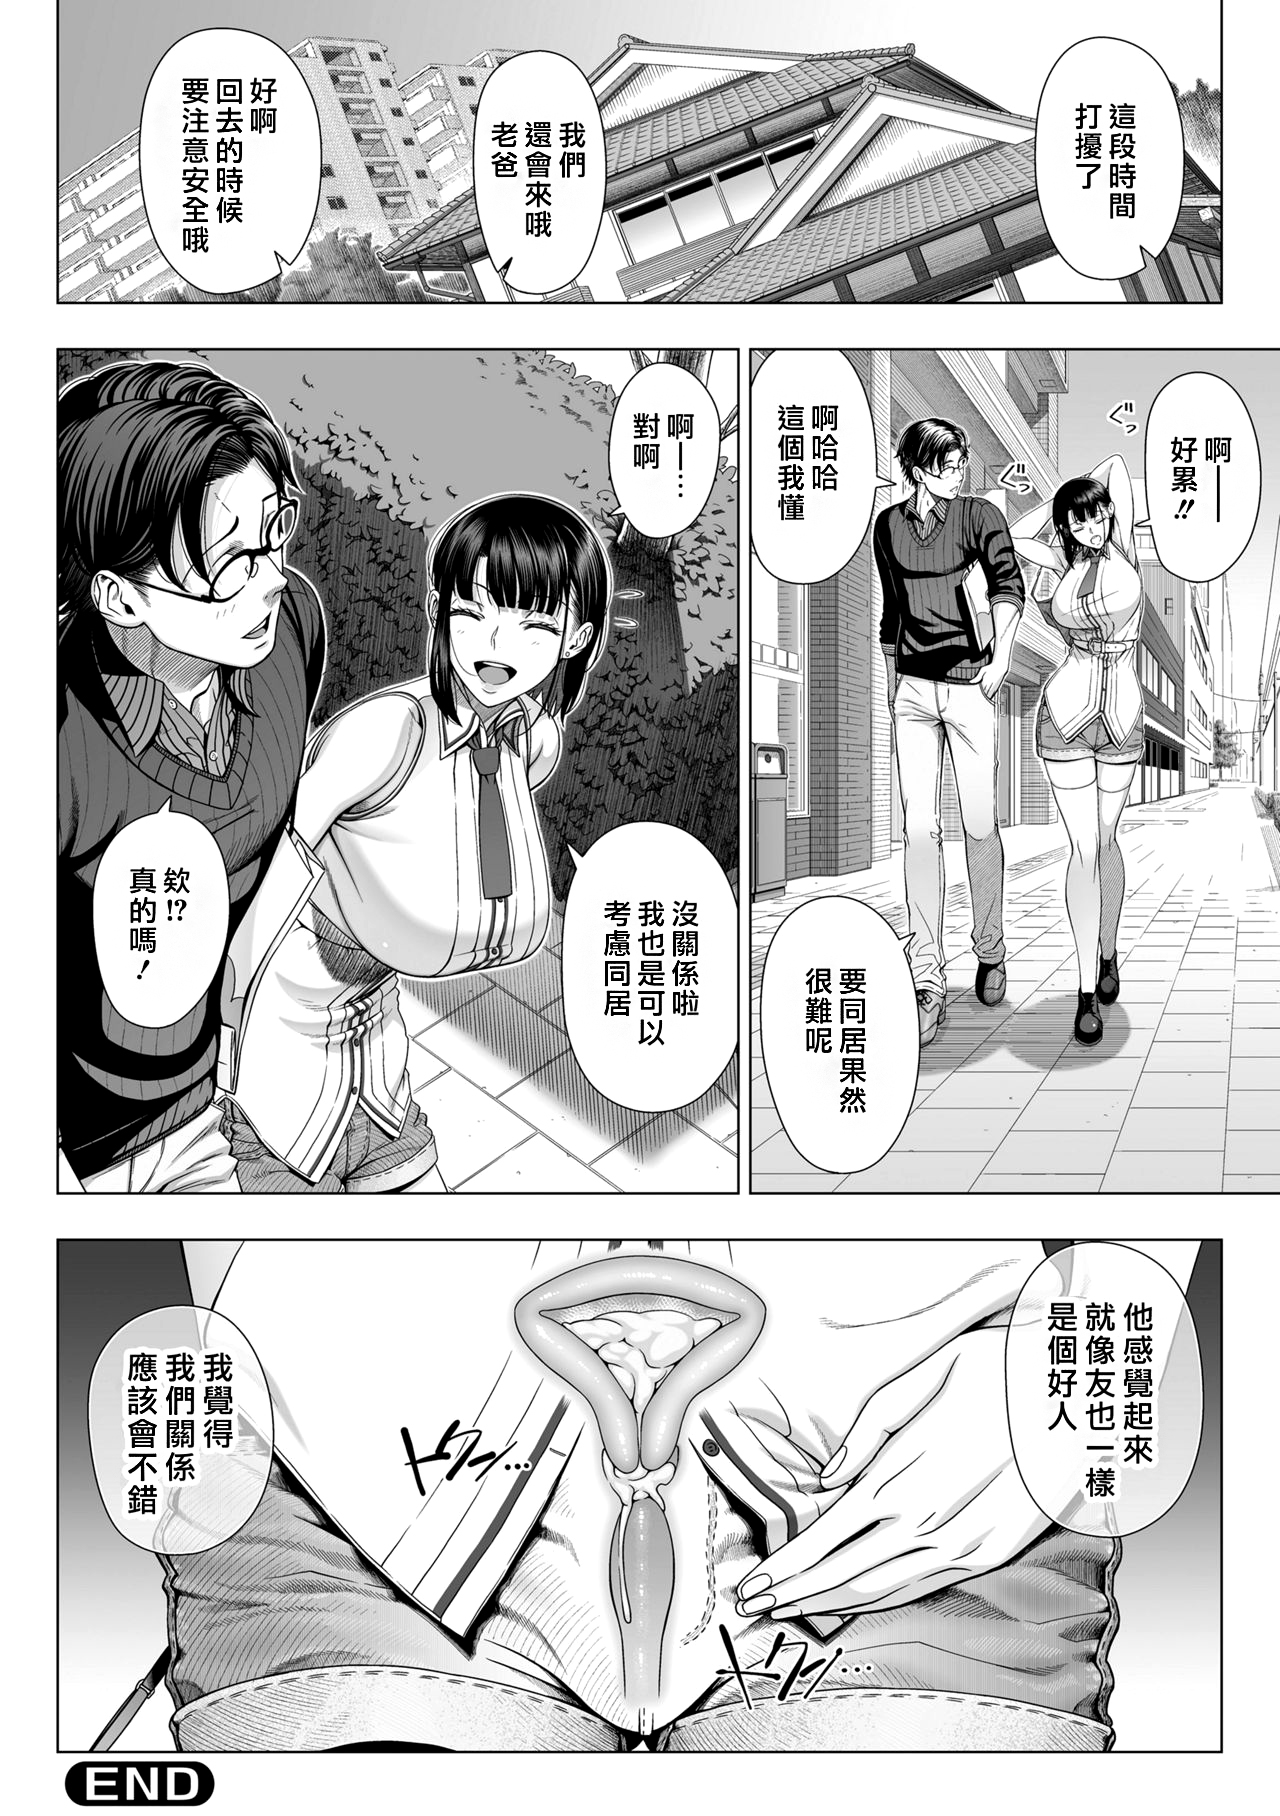 這段時間
打擾了
我們
還會來哦
老爸
好啊
回去的時候
要注意安全哦
啊——
好累!!
ぐっ
ぐっ
啊哈哈
這個我懂
要同居果然
很難呢
啊—…
對啊
沒關係啦
我也是可以
考慮同居
欸!?
真的嗎!
他感覺起來
就像友也一樣
是個好人
我覺得
我們關係
應該會不錯
トクン…
トクン…
END